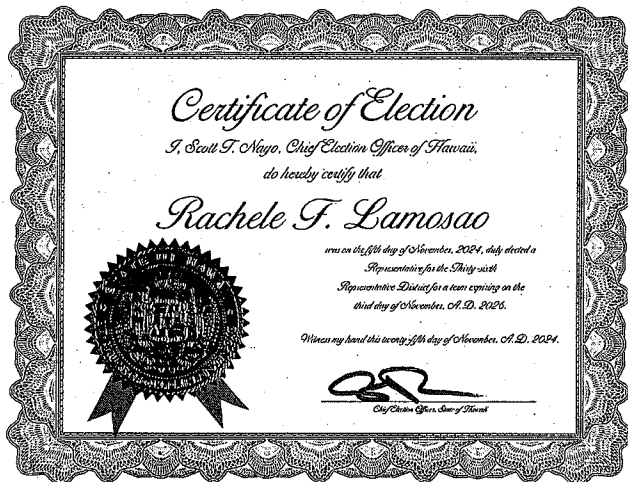 Certificate of Election
I, Scott T. Nago, Chief Election Officer of Hawaii,
do hereby certify that
Rachele F. Lamosao
was on the fifth day of November, 2024, duly elected a
Representative for the Thirty-sixth
Representative District for a term expiring on the
third day of November, A.D. 2026.
Witness my hand this twenty-fifth day of November, A.D. 2024.
Chief Election Officer, State of Hawaii